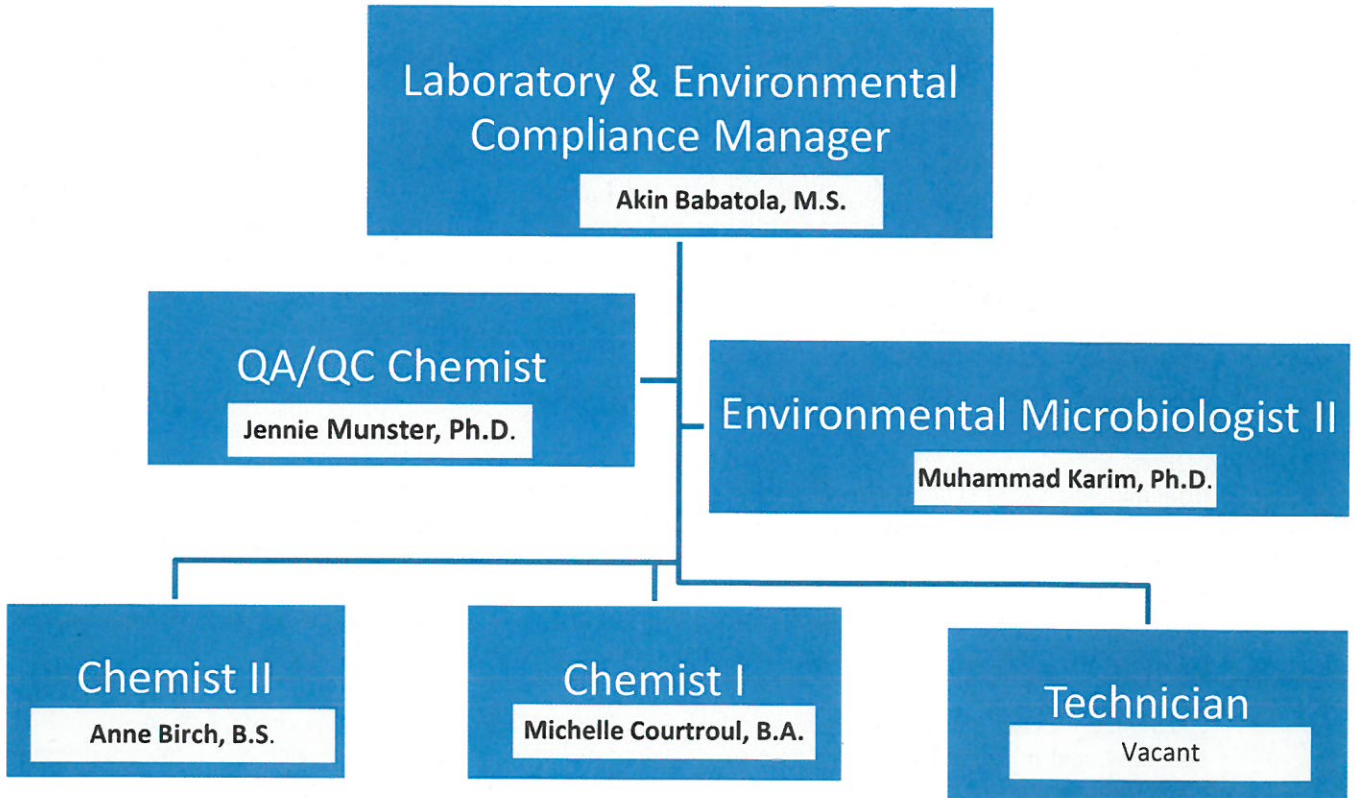 Laboratory & Environmental
Compliance Manager
Akin Babatola, M.S.
QA/QC Chemist
Jennie Munster, Ph.D.
Environmental Microbiologist II
Muhammad Karim, Ph.D.
Chemist II
Anne Birch, B.S.
Chemist I
Michelle Courtroul, B.A.
Technician
Vacant